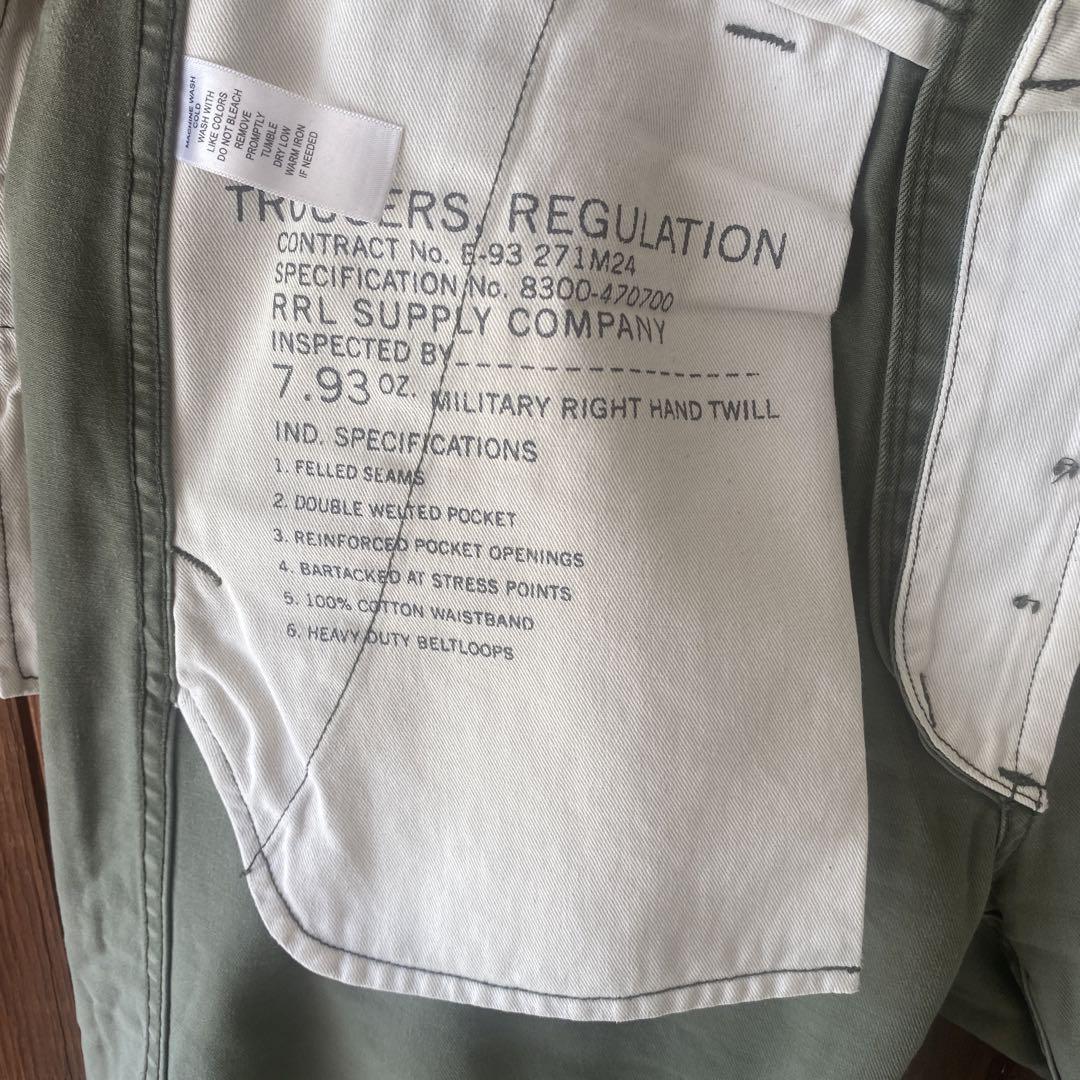 MACHINE WASH
COLD
WASH WITH
LIKE COLORS
DO NOT BLEACH
REMOVE
PROMPTLY
TUMBLE
DRY LOW
WARM IRON
IF NEEDED
TROUSERS, REGULATION
CONTRACT No. E-93 271M24
SPECIFICATION No. 8300-470700
RRL SUPPLY COMPANY
INSPECTED BY
7.93 OZ. MILITARY RIGHT HAND TWILL
IND. SPECIFICATIONS
1. FELLED SEAMS
2. DOUBLE WELTED POCKET
3. REINFORCED POCKET OPENINGS
4. BARTACKED AT STRESS POINTS
5. 100% COTTON WAISTBAND
6. HEAVY DUTY BELTLOOPS